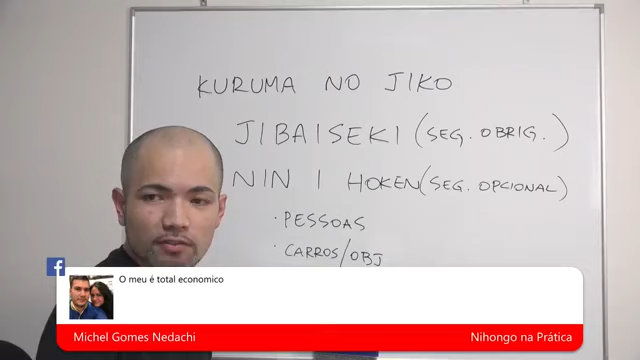 KURUMA NO JIKO
JIBAISEKI (SEG. OBRIG.)
NIN I HOKEN (SEG. OPCIONAL)
· PESSOAS
· CARROS/OBJ
O meu é total economico
Michel Gomes Nedachi
Nihongo na Prática